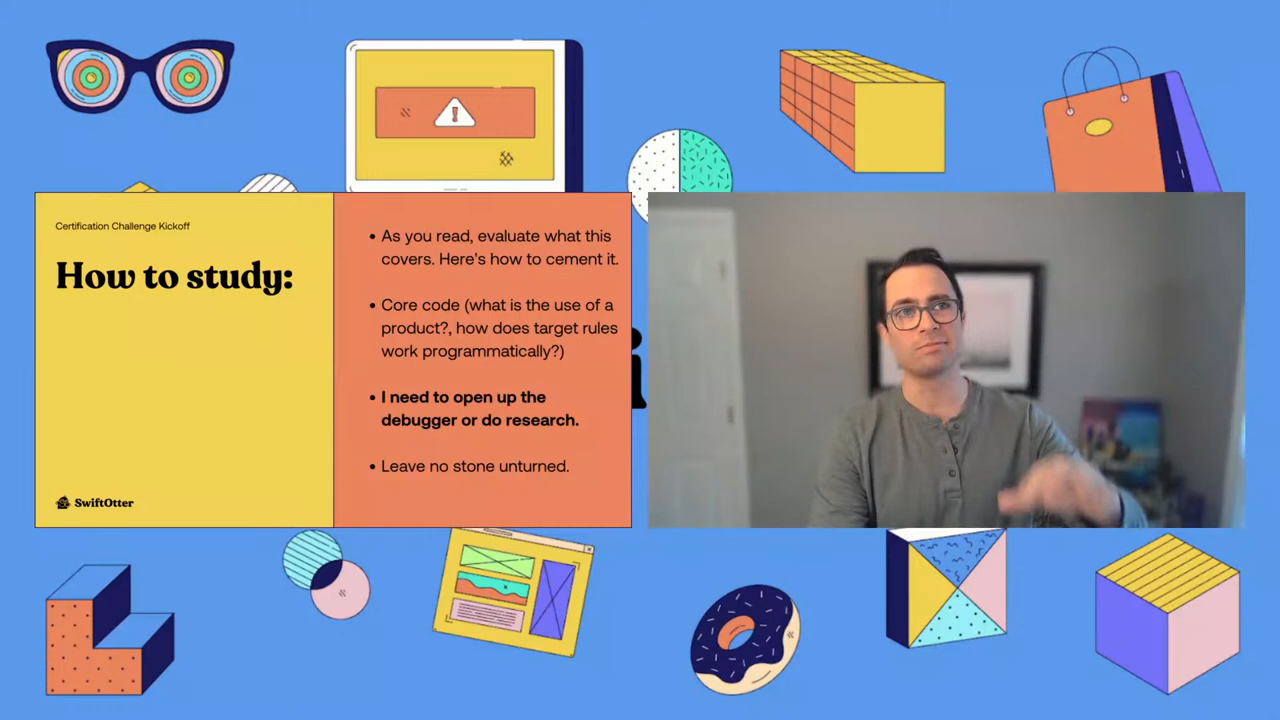 Certification Challenge Kickoff
How to study:
SwiftOtter
• As you read, evaluate what this
covers. Here's how to cement it.
• Core code (what is the use of a
product?, how does target rules
work programmatically?)
• I need to open up the
debugger or do research.
• Leave no stone unturned.
!
i